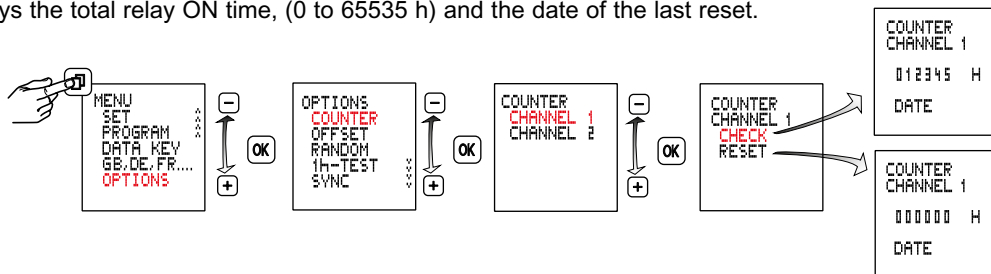 ys the total relay ON time, (0 to 65535 h) and the date of the last reset.
MENU
SET
PROGRAM
DATA KEY
GB,DE,FR....
OPTIONS
−
OK
+
OPTIONS
COUNTER
OFFSET
RANDOM
1h-TEST
SYNC
−
OK
+
COUNTER
CHANNEL 1
CHANNEL 2
−
OK
+
COUNTER
CHANNEL 1
CHECK
RESET
COUNTER
CHANNEL 1
012345 H
DATE
COUNTER
CHANNEL 1
000000 H
DATE